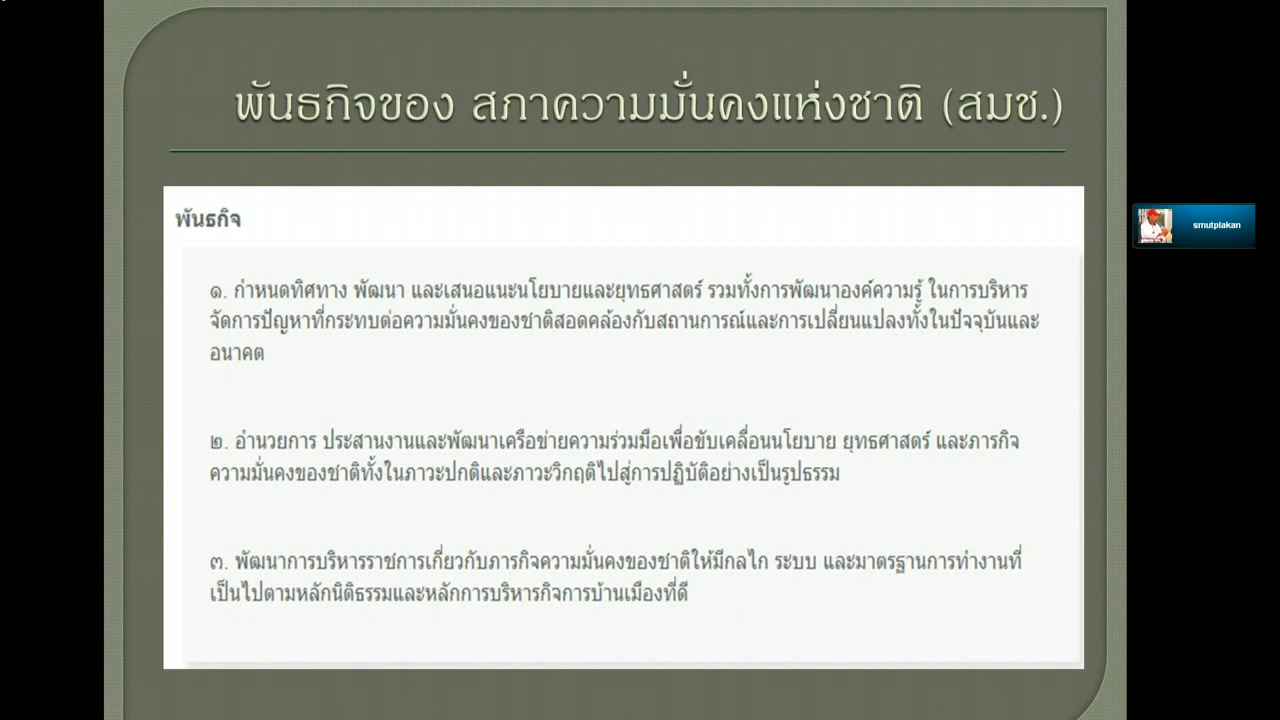 พันธกิจของ สภาความมั่นคงแห่งชาติ (สมช.)
พันธกิจ
๑. กำหนดทิศทาง พัฒนา และเสนอแนะนโยบายและยุทธศาสตร์ รวมทั้งการพัฒนาองค์ความรู้ ในการบริหาร
จัดการปัญหาที่กระทบต่อความมั่นคงของชาติสอดคล้องกับสถานการณ์และการเปลี่ยนแปลงทั้งในปัจจุบันและ
อนาคต
๒. อำนวยการ ประสานงานและพัฒนาเครือข่ายความร่วมมือเพื่อขับเคลื่อนนโยบาย ยุทธศาสตร์ และภารกิจ
ความมั่นคงของชาติทั้งในภาวะปกติและภาวะวิกฤติไปสู่การปฏิบัติอย่างเป็นรูปธรรม
๓. พัฒนาการบริหารราชการเกี่ยวกับภารกิจความมั่นคงของชาติให้มีกลไก ระบบ และมาตรฐานการทำงานที่
เป็นไปตามหลักนิติธรรมและหลักการบริหารกิจการบ้านเมืองที่ดี
smutplakan